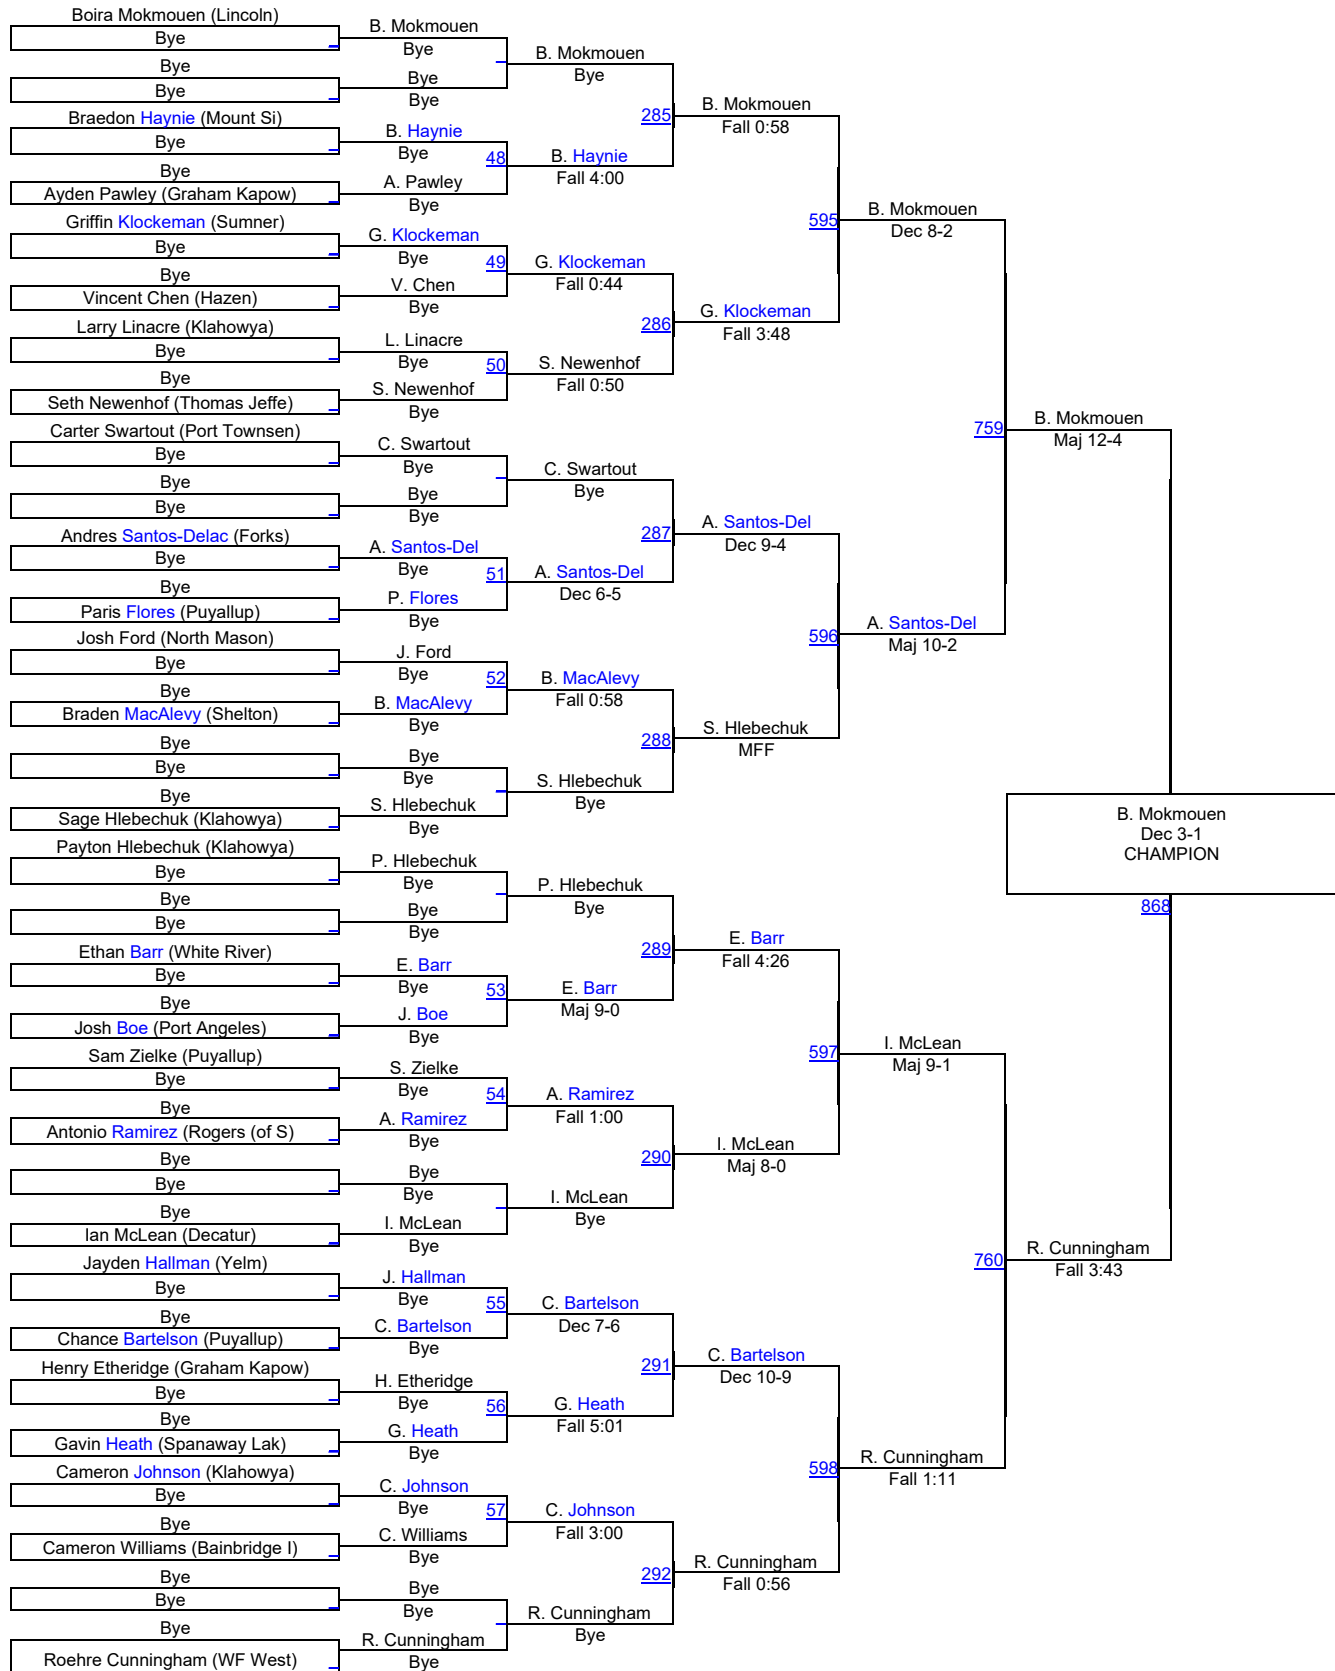 Boira Mokmouen (Lincoln)
Bye
Bye
Bye
Braedon Haynie (Mount Si)
Bye
Bye
Ayden Pawley (Graham Kapow)
Griffin Klockeman (Sumner)
Bye
Bye
Vincent Chen (Hazen)
Larry Linacre (Klahowya)
Bye
Bye
Seth Newenhof (Thomas Jeffe)
Carter Swartout (Port Townsen)
Bye
Bye
Bye
Andres Santos-Delac (Forks)
Bye
Bye
Paris Flores (Puyallup)
Josh Ford (North Mason)
Bye
Bye
Braden MacAlevy (Shelton)
Bye
Bye
Bye
Sage Hlebechuk (Klahowya)
Payton Hlebechuk (Klahowya)
Bye
Bye
Bye
Ethan Barr (White River)
Bye
Bye
Josh Boe (Port Angeles)
Sam Zielke (Puyallup)
Bye
Bye
Antonio Ramirez (Rogers (of S)
Bye
Bye
Bye
Ian McLean (Decatur)
Jayden Hallman (Yelm)
Bye
Bye
Chance Bartelson (Puyallup)
Henry Etheridge (Graham Kapow)
Bye
Bye
Gavin Heath (Spanaway Lak)
Cameron Johnson (Klahowya)
Bye
Bye
Cameron Williams (Bainbridge I)
Bye
Bye
Bye
Roehre Cunningham (WF West)
B. Mokmouen
Bye
Bye
Bye
B. Haynie
Bye
48
A. Pawley
Bye
G. Klockeman
Bye
49
V. Chen
Bye
L. Linacre
Bye
50
S. Newenhof
Bye
C. Swartout
Bye
Bye
Bye
A. Santos-Del
Bye
51
P. Flores
Bye
J. Ford
Bye
52
B. MacAlevy
Bye
Bye
Bye
S. Hlebechuk
Bye
P. Hlebechuk
Bye
Bye
Bye
E. Barr
Bye
53
J. Boe
Bye
S. Zielke
Bye
54
A. Ramirez
Bye
Bye
Bye
I. McLean
Bye
J. Hallman
Bye
55
C. Bartelson
Bye
H. Etheridge
Bye
56
G. Heath
Bye
C. Johnson
Bye
57
C. Williams
Bye
Bye
Bye
R. Cunningham
Bye
B. Mokmouen
Bye
285
B. Haynie
Fall 4:00
G. Klockeman
Fall 0:44
286
S. Newenhof
Fall 0:50
C. Swartout
Bye
287
A. Santos-Del
Dec 6-5
B. MacAlevy
Fall 0:58
288
S. Hlebechuk
Bye
P. Hlebechuk
Bye
289
E. Barr
Maj 9-0
A. Ramirez
Fall 1:00
290
I. McLean
Bye
C. Bartelson
Dec 7-6
291
G. Heath
Fall 5:01
C. Johnson
Fall 3:00
292
R. Cunningham
Bye
B. Mokmouen
Fall 0:58
595
G. Klockeman
Fall 3:48
A. Santos-Del
Dec 9-4
596
S. Hlebechuk
MFF
E. Barr
Fall 4:26
597
I. McLean
Maj 8-0
C. Bartelson
Dec 10-9
598
R. Cunningham
Fall 0:56
B. Mokmouen
Dec 8-2
759
A. Santos-Del
Maj 10-2
I. McLean
Maj 9-1
760
R. Cunningham
Fall 1:11
B. Mokmouen
Maj 12-4
R. Cunningham
Fall 3:43
B. Mokmouen
Dec 3-1
CHAMPION
868